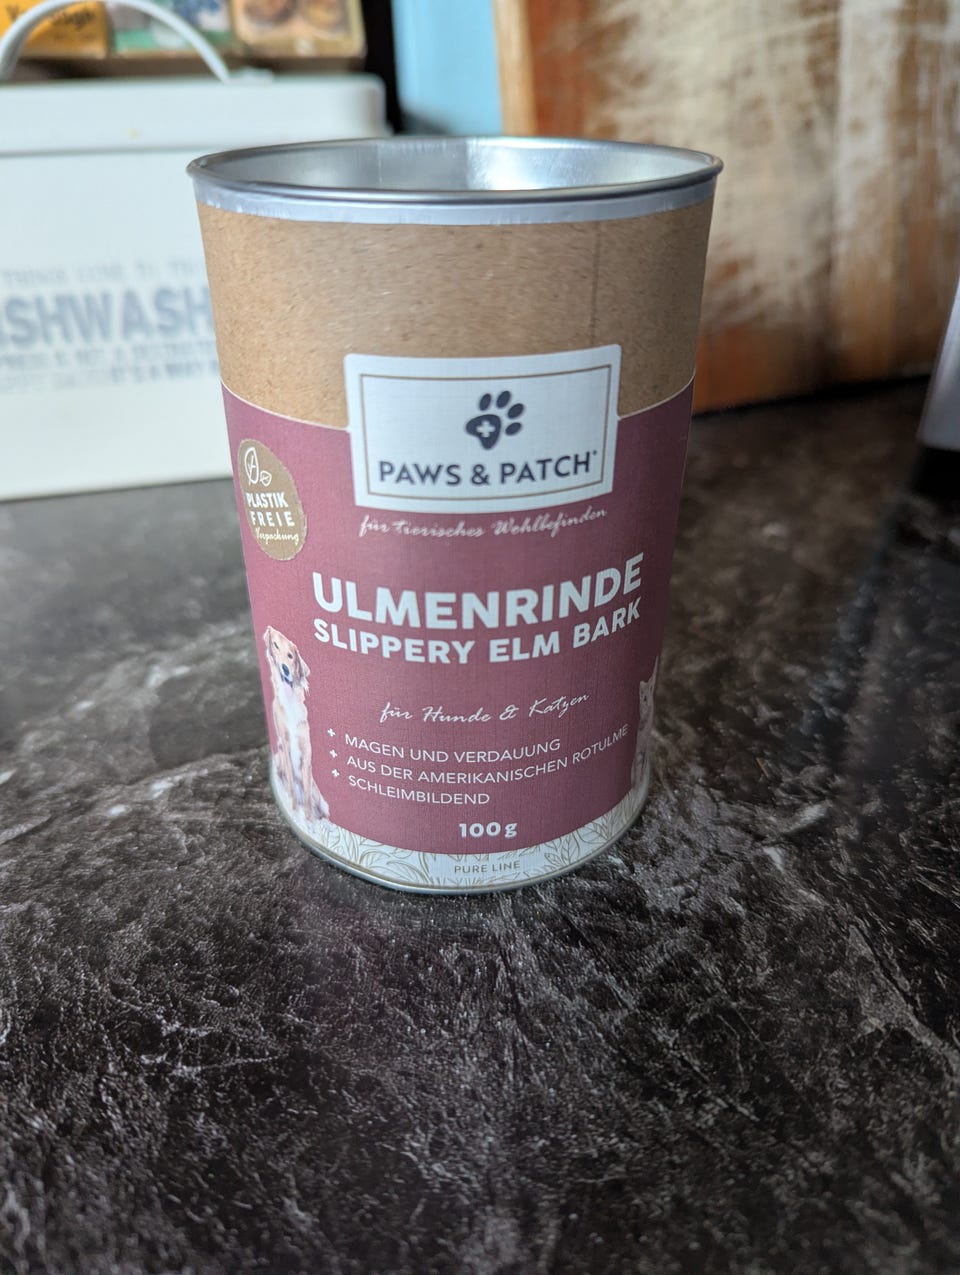 SHWASH
PAWS & PATCH®
für tierisches Wohlbefinden
PLASTIK
FREIE
Verpackung
ULMENRINDE
SLIPPERY ELM BARK
für Hunde & Katzen
+ MAGEN UND VERDAUUNG
+ AUS DER AMERIKANISCHEN ROTULME
+ SCHLEIMBILDEND
100g
PURE LINE